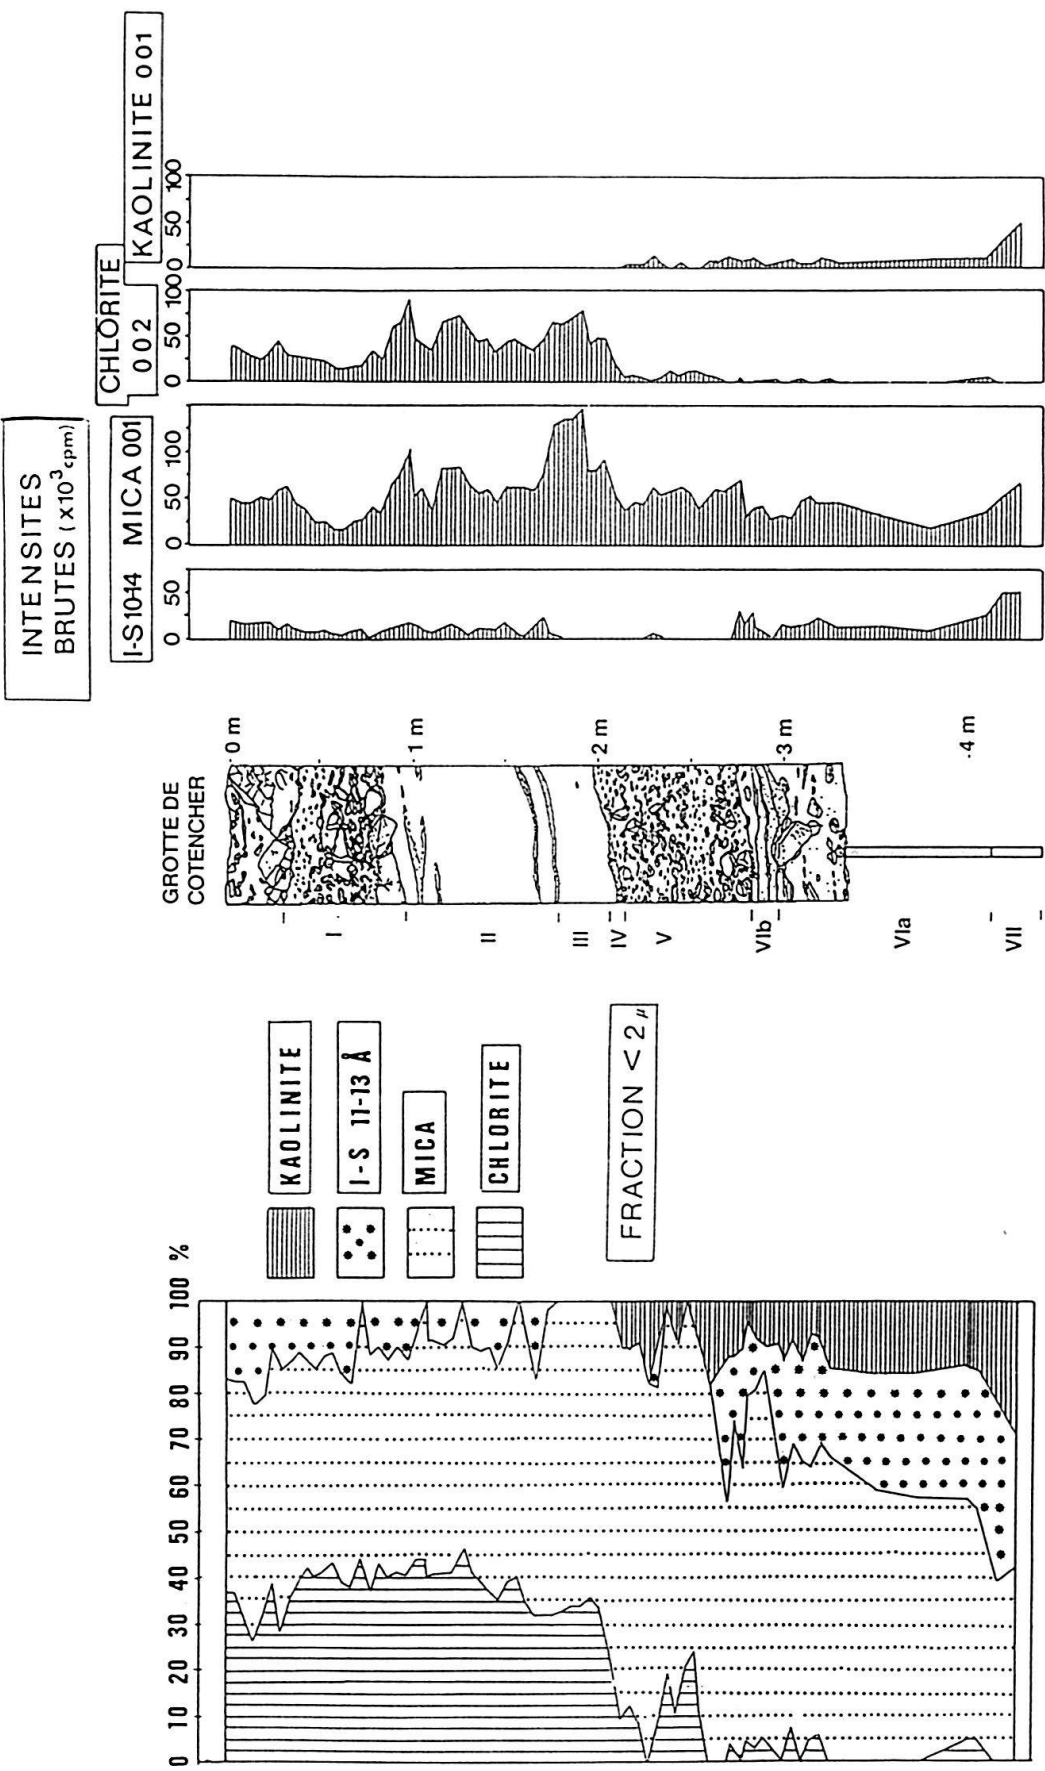 INTENSITES
BRUTES (x10³cpm)
I-S 10-14
MICA 001
CHLORITE
002
KAOLINITE 001
0 50
0 50 100
0 50 100
0 50 100
GROTTE DE
COTENCHER
0 m
1 m
2 m
3 m
4 m
I
II
III
IV
V
VIb
VIa
VII
KAOLINITE
I-S 11-13 Å
MICA
CHLORITE
FRACTION < 2 µ
0 10 20 30 40 50 60 70 80 90 100 %